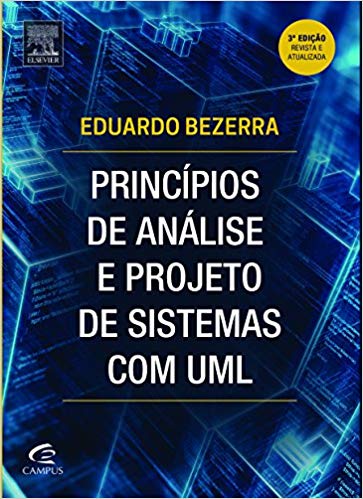 ELSEVIER
3ª EDIÇÃO
REVISTA E
ATUALIZADA
EDUARDO BEZERRA
PRINCÍPIOS
DE ANÁLISE
E PROJETO
DE SISTEMAS
COM UML
CAMPUS